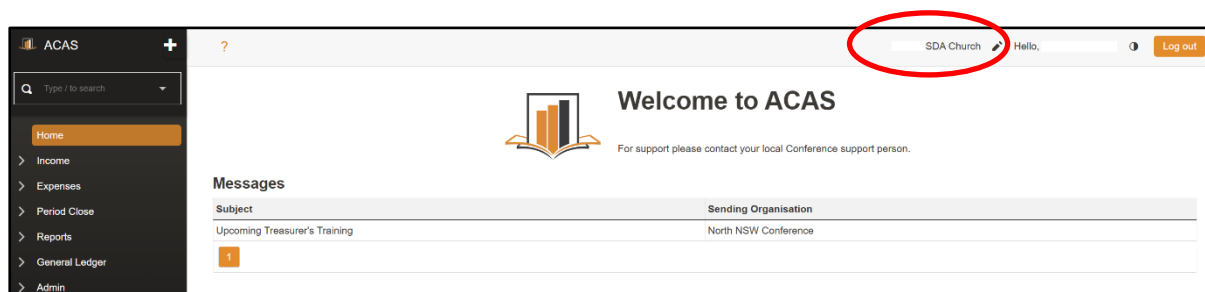 ACAS
+
?
SDA Church
Hello,
Log out
Type / to search
Home
Income
Expenses
Period Close
Reports
General Ledger
Admin
Welcome to ACAS
For support please contact your local Conference support person.
Messages
Subject Sending Organisation
Upcoming Treasurer's Training North NSW Conference
1